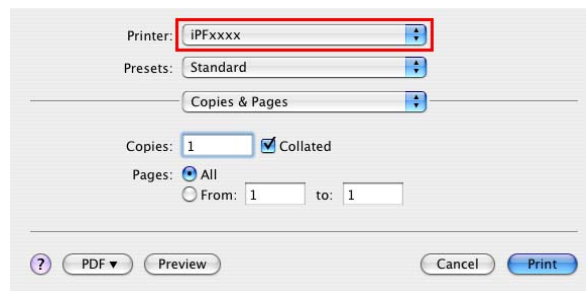 Printer: iPFxxxx
Presets: Standard
Copies & Pages
Copies: 1 Collated
Pages: All
From: 1 to: 1
? PDF▼ Preview Cancel Print